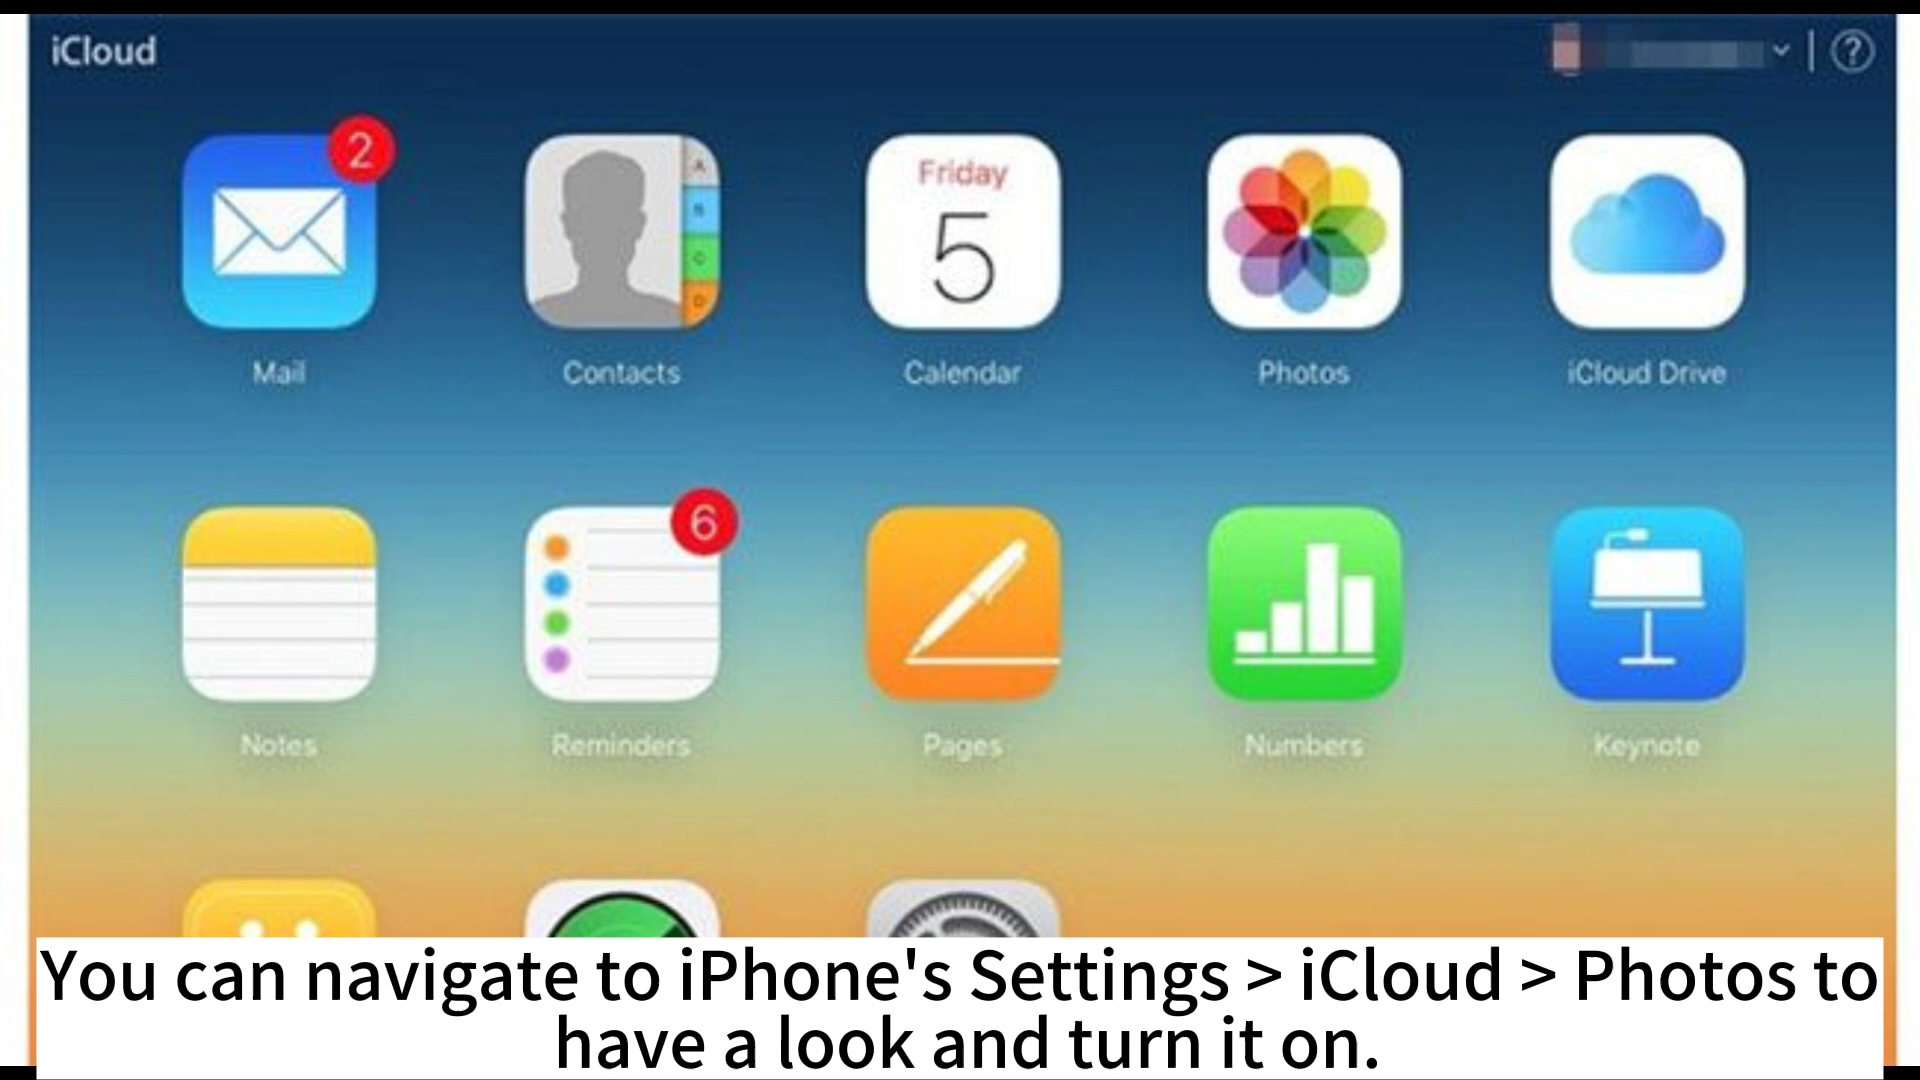 iCloud
?
2
A
B
C
D
Friday
5
Mail
Contacts
Calendar
Photos
iCloud Drive
6
Notes
Reminders
Pages
Numbers
Keynote
You can navigate to iPhone's Settings > iCloud > Photos to
have a look and turn it on.